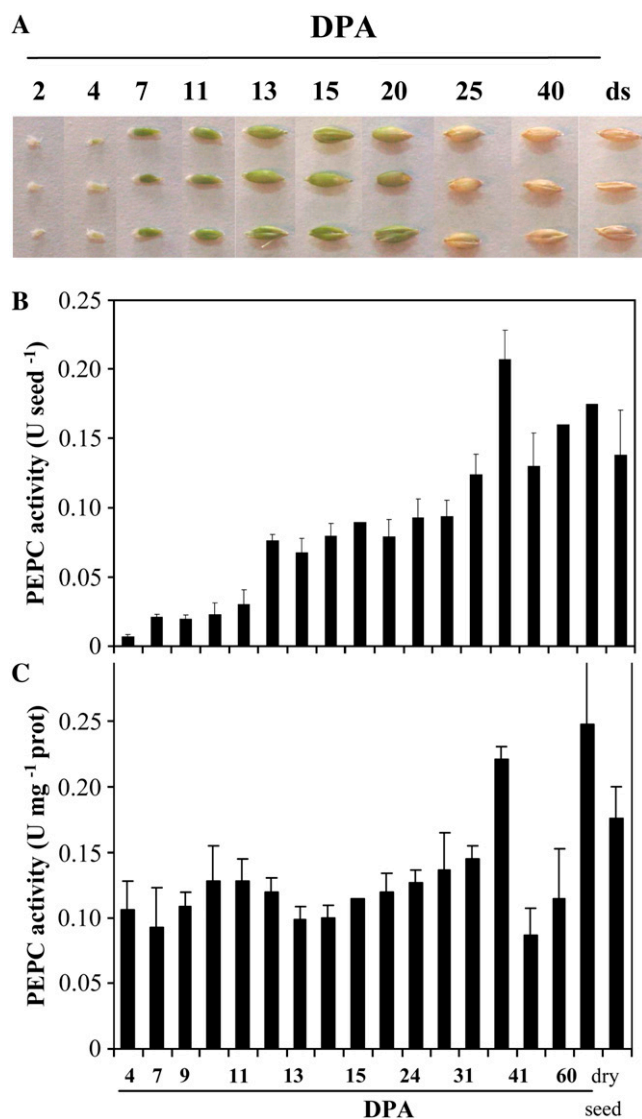 A
DPA
2 4 7 11 13 15 20 25 40 ds
B
PEPC activity (U seed -1)
0.25
0.20
0.15
0.10
0.05
0
C
PEPC activity (U mg -1 prot)
0.25
0.20
0.15
0.10
0.05
0
4 7 9 11 13 15 24 31 41 60 dry
seed
DPA